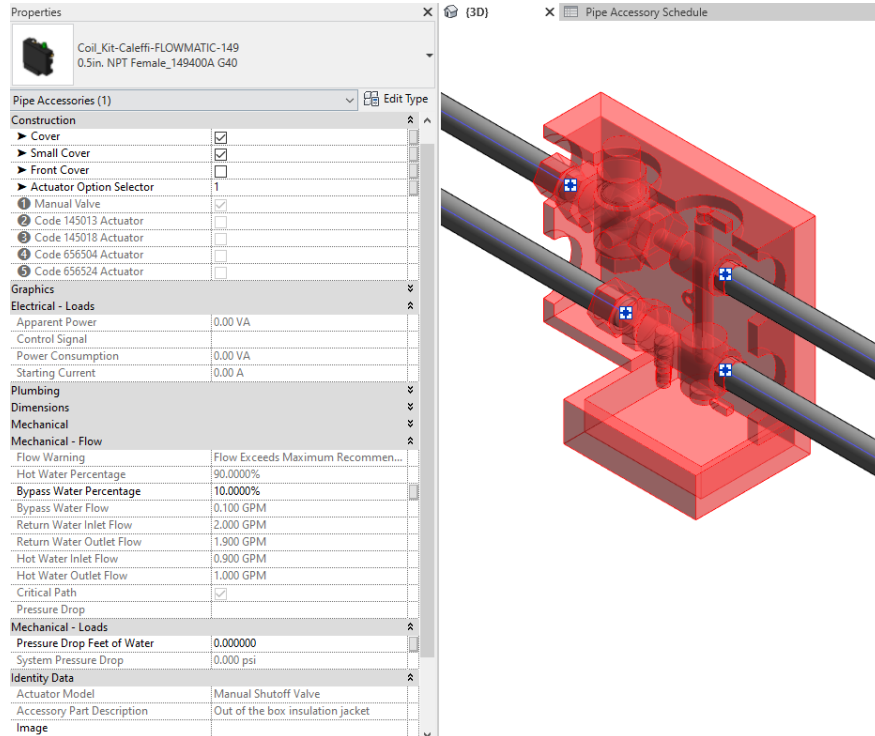 Properties
(3D)
Pipe Accessory Schedule
Coil_Kit-Caleffi-FLOWMATIC-149
0.5in. NPT Female_149400A G40
Pipe Accessories (1)
Edit Type
Construction
➤ Cover
➤ Small Cover
➤ Front Cover
➤ Actuator Option Selector 1
❶ Manual Valve
❷ Code 145013 Actuator
❸ Code 145018 Actuator
❹ Code 656504 Actuator
❺ Code 656524 Actuator
Graphics
Electrical - Loads
Apparent Power 0.00 VA
Control Signal
Power Consumption 0.00 VA
Starting Current 0.00 A
Plumbing
Dimensions
Mechanical
Mechanical - Flow
Flow Warning Flow Exceeds Maximum Recommen...
Hot Water Percentage 90.0000%
Bypass Water Percentage 10.0000%
Bypass Water Flow 0.100 GPM
Return Water Inlet Flow 2.000 GPM
Return Water Outlet Flow 1.900 GPM
Hot Water Inlet Flow 0.900 GPM
Hot Water Outlet Flow 1.000 GPM
Critical Path
Pressure Drop
Mechanical - Loads
Pressure Drop Feet of Water 0.000000
System Pressure Drop 0.000 psi
Identity Data
Actuator Model Manual Shutoff Valve
Accessory Part Description Out of the box insulation jacket
Image